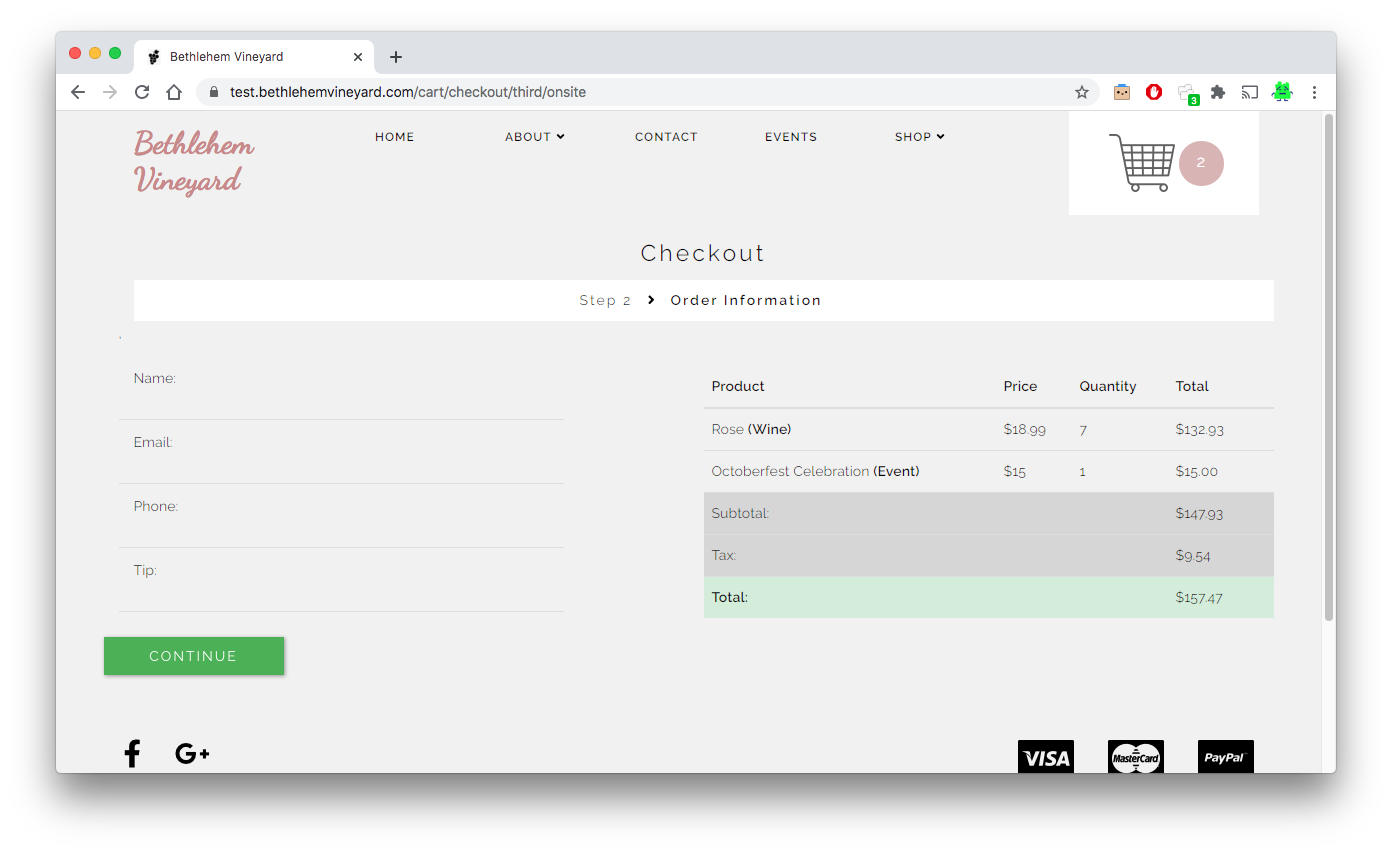 Bethlehem Vineyard
test.bethlehemvineyard.com/cart/checkout/third/onsite
3
Bethlehem
Vineyard
HOME ABOUT CONTACT EVENTS SHOP
2
Checkout
Step 2 Order Information
Name:
Email:
Phone:
Tip:
CONTINUE
Product Price Quantity Total
Rose (Wine) $18.99 7 $132.93
Octoberfest Celebration (Event) $15 1 $15.00
Subtotal: $147.93
Tax: $9.54
Total: $157.47
G+
VISA MasterCard PayPal